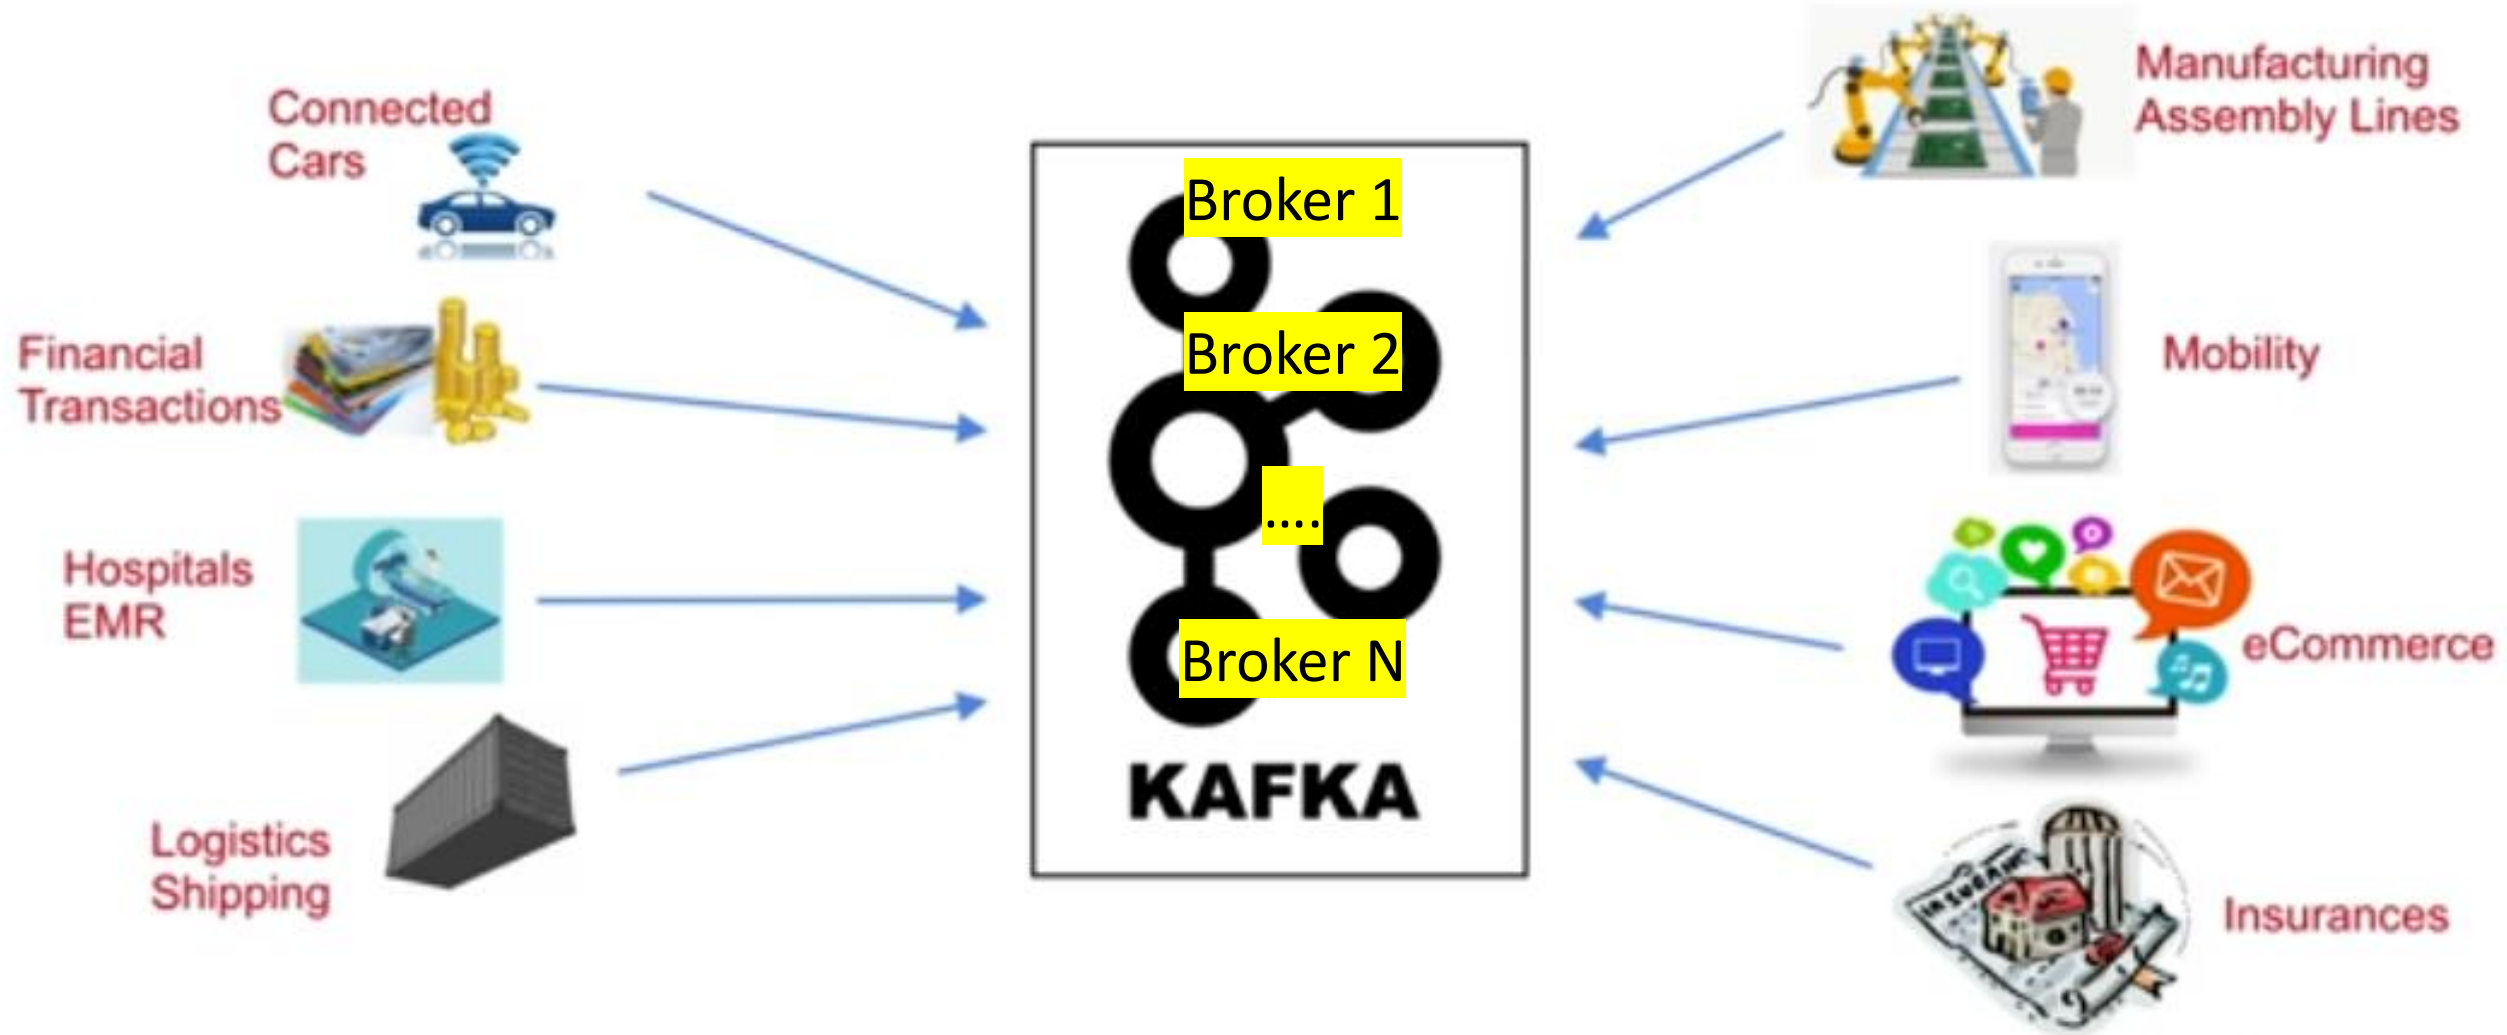 Connected
Cars
Financial
Transactions
Hospitals
EMR
Logistics
Shipping
Broker 1
Broker 2
....
Broker N
KAFKA
Manufacturing
Assembly Lines
Mobility
eCommerce
Insurances